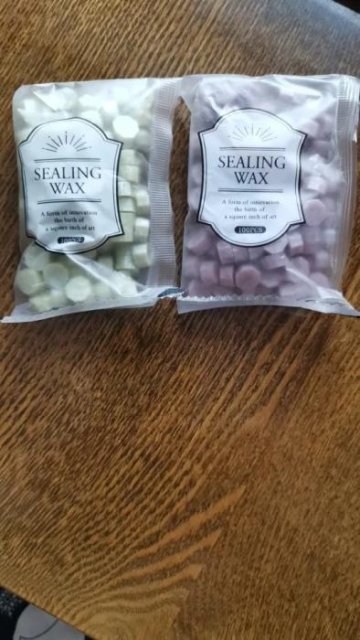 SEALING
WAX
A form of innovation
the birth of
a square inch of art
100PCS
SEALING
WAX
A form of innovation
the birth of
a square inch of art
100PCS